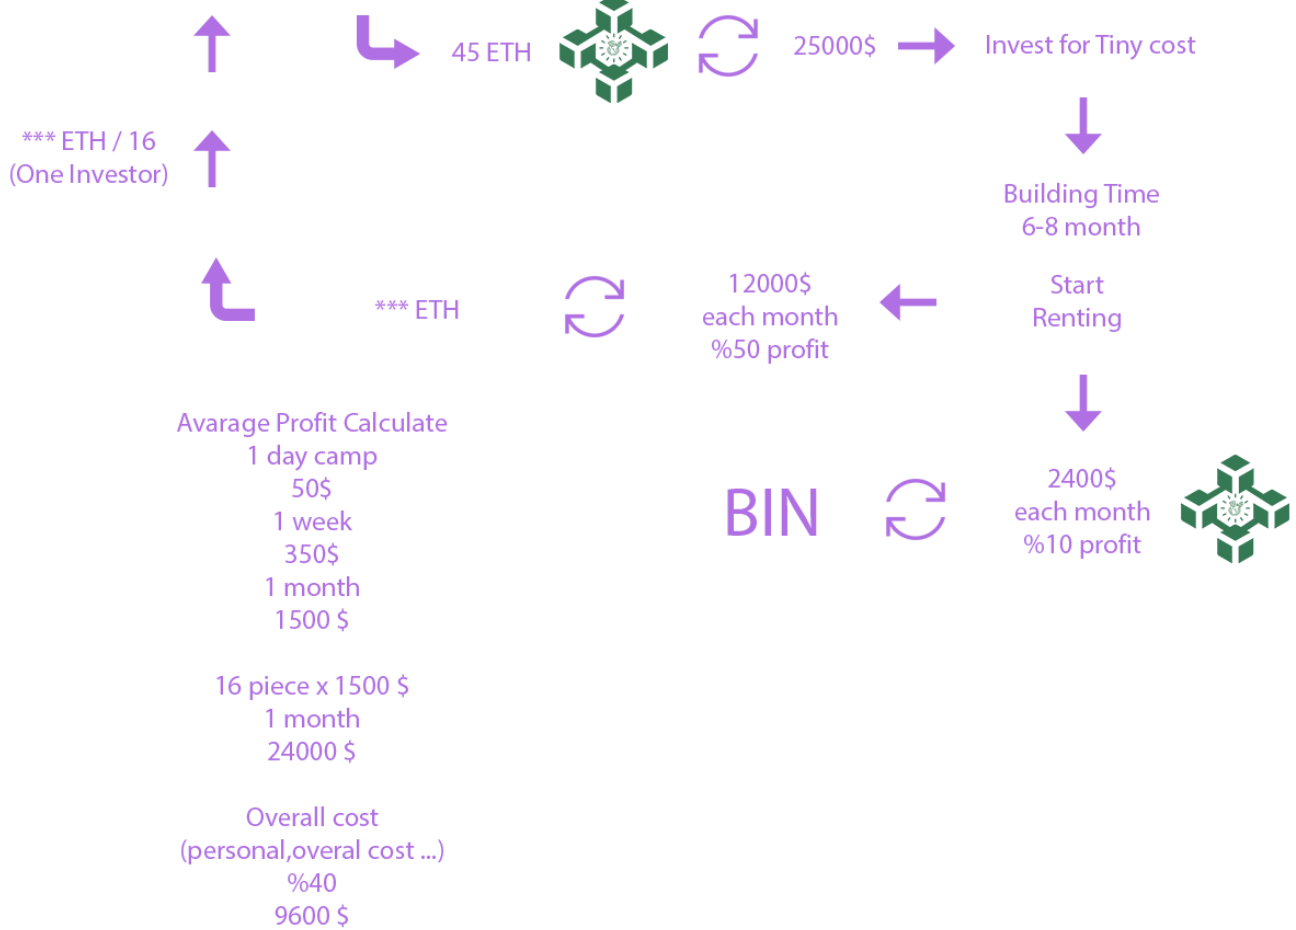 45 ETH
25000$
Invest for Tiny cost
*** ETH / 16
(One Investor)
Building Time
6-8 month
Start
Renting
12000$
each month
%50 profit
*** ETH
2400$
each month
%10 profit
BIN
Avarage Profit Calculate
1 day camp
50$
1 week
350$
1 month
1500 $
16 piece x 1500 $
1 month
24000 $
Overall cost
(personal,overal cost ...)
%40
9600 $